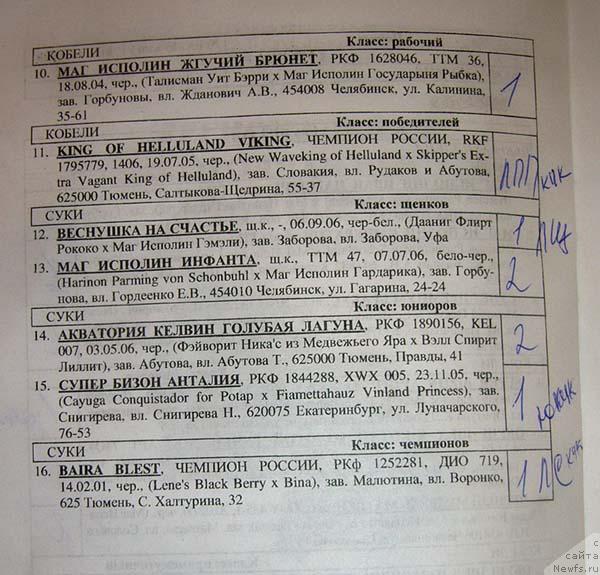 КОБЕЛИ Класс: рабочий
10. МАГ ИСПОЛИН ЖГУЧИЙ БРЮНЕТ, РКФ 1628046, ТТМ 36,
18.08.04, чер., (Талисман Уит Бэрри х Маг Исполин Государыня Рыбка),
зав. Горбуновы, вл. Жданович А.В., 454008 Челябинск, ул. Калинина,
35-61
1
КОБЕЛИ Класс: победителей
11. KING OF HELLULAND VIKING, ЧЕМПИОН РОССИИ, RKF
1795779, 1406, 19.07.05, чер., (New Waveking of Helluland x Skipper's Ex-
tra Vagant King of Helluland), зав. Словакия, вл. Рудаков и Абутова,
625000 Тюмень, Салтыкова-Щедрина, 55-37
ЛПП КЧК
СУКИ Класс: щенков
12. ВЕСНУШКА НА СЧАСТЬЕ, щ.к., -, 06.09.06, чер-бел., (Дааниг Флирт
Рококо х Маг Исполин Гэмэли), зав. Заборова, вл. Заборова, Уфа
1 ЛЩ
13. МАГ ИСПОЛИН ИНФАНТА, щ.к., ТТМ 47, 07.07.06, бело-чер.,
(Harinon Parming von Schonbuhl x Маг Исполин Гардарика), зав. Горбу-
нова, вл. Гордеенко Е.В., 454010 Челябинск, ул. Гагарина, 24-24
2
СУКИ Класс: юниоров
14. АКВАТОРИЯ КЕЛВИН ГОЛУБАЯ ЛАГУНА, РКФ 1890156, KEL
007, 03.05.06, чер., (Фэйворит Ника'с из Медвежьего Яра х Вэлл Спирит
Лиллит), зав. Абутова, вл. Абутова Т., 625000 Тюмень, Правды, 41
2
15. СУПЕР БИЗОН АНТАЛИЯ, РКФ 1844288, XWX 005, 23.11.05, чер.,
(Cayuga Conquistador for Potap x Fiamettahauz Vinland Princess), зав.
Снигирева, вл. Снигирева Н., 620075 Екатеринбург, ул. Луначарского,
76-53
1
СУКИ Класс: чемпионов
16. BAIRA BLEST, ЧЕМПИОН РОССИИ, РКф 1252281, ДИО 719,
14.02.01, чер., (Lene's Black Berry x Bina), зав. Малютина, вл. Воронко,
625 Тюмень, С. Халтурина, 32
1
с
сайта
Newfs.ru